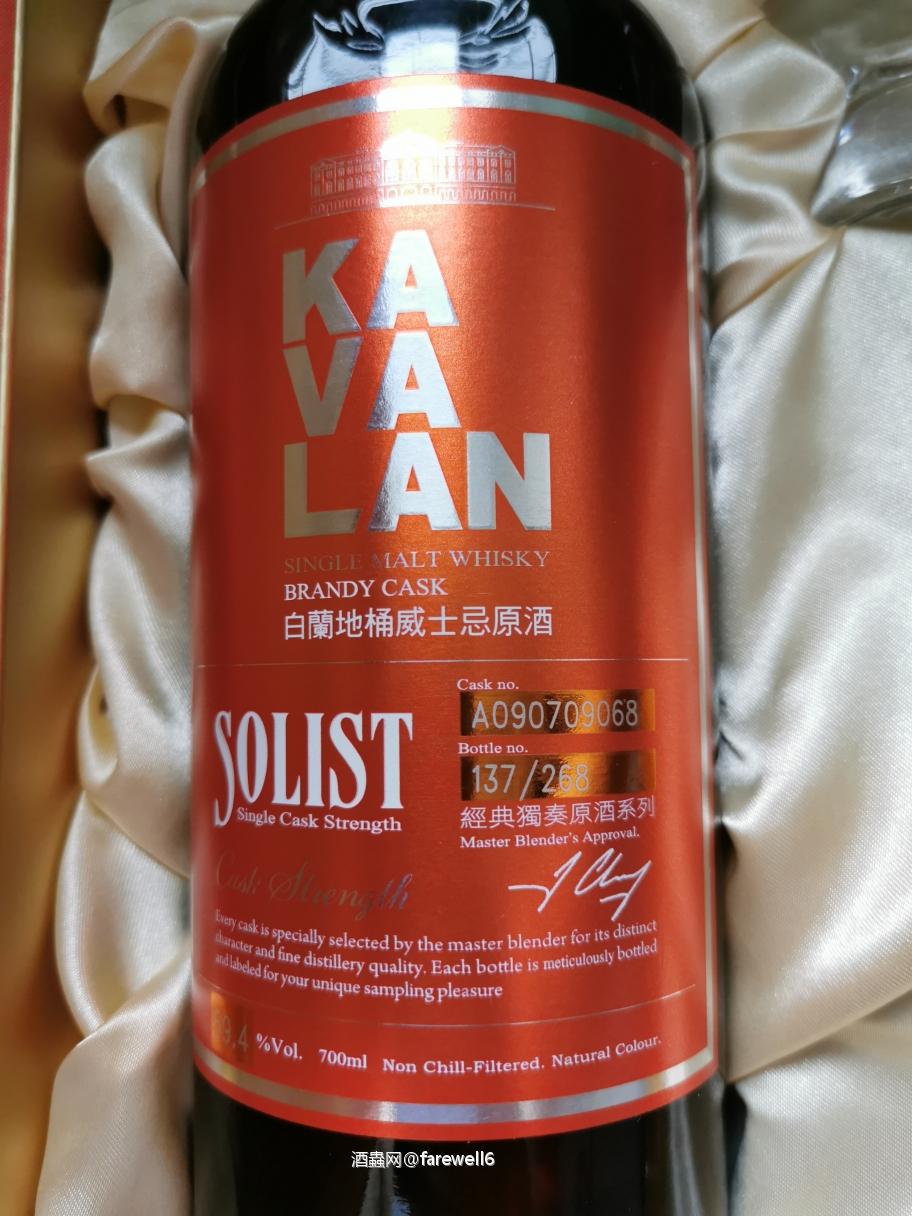 KA
VA
LAN
SINGLE MALT WHISKY
BRANDY CASK
白蘭地桶威士忌原酒
SOLIST
Single Cask Strength
Cask no.
A090709068
Bottle no.
137/268
經典獨奏原酒系列
Master Blender's Approval.
Cask Strength
Every cask is specially selected by the master blender for its distinct
character and fine distillery quality. Each bottle is meticulously bottled
and labeled for your unique sampling pleasure
%Vol. 700ml Non Chill-Filtered. Natural Colour.
酒蟲网@farewell6